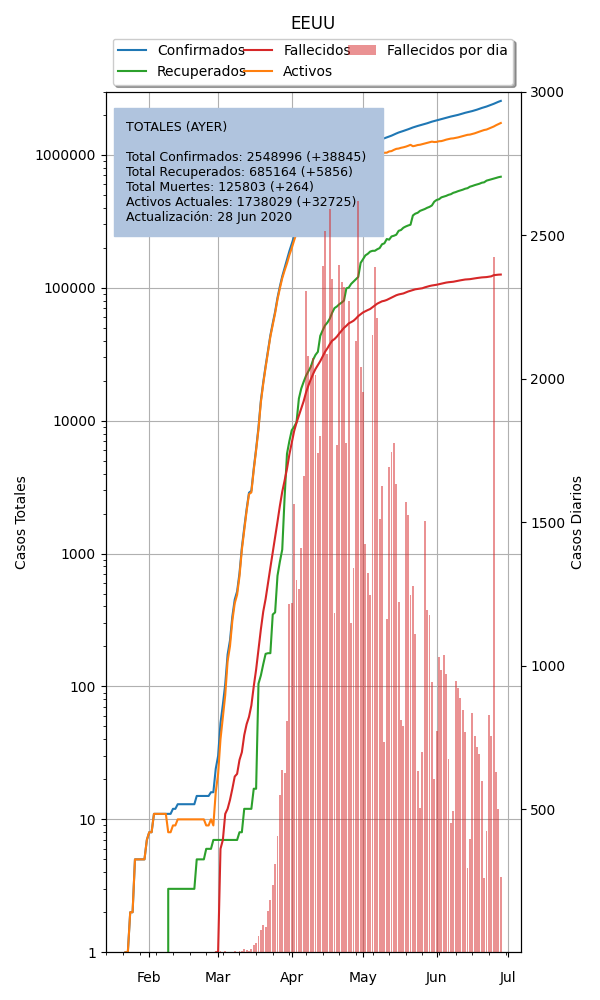 EEUU
Confirmados Fallecidos Fallecidos por dia
Recuperados Activos
TOTALES (AYER)
Total Confirmados: 2548996 (+38845)
Total Recuperados: 685164 (+5856)
Total Muertes: 125803 (+264)
Activos Actuales: 1738029 (+32725)
Actualización: 28 Jun 2020
Casos Totales
1000000
100000
10000
1000
100
10
1
3000
2500
2000
1500
1000
500
Casos Diarios
Feb Mar Apr May Jun Jul